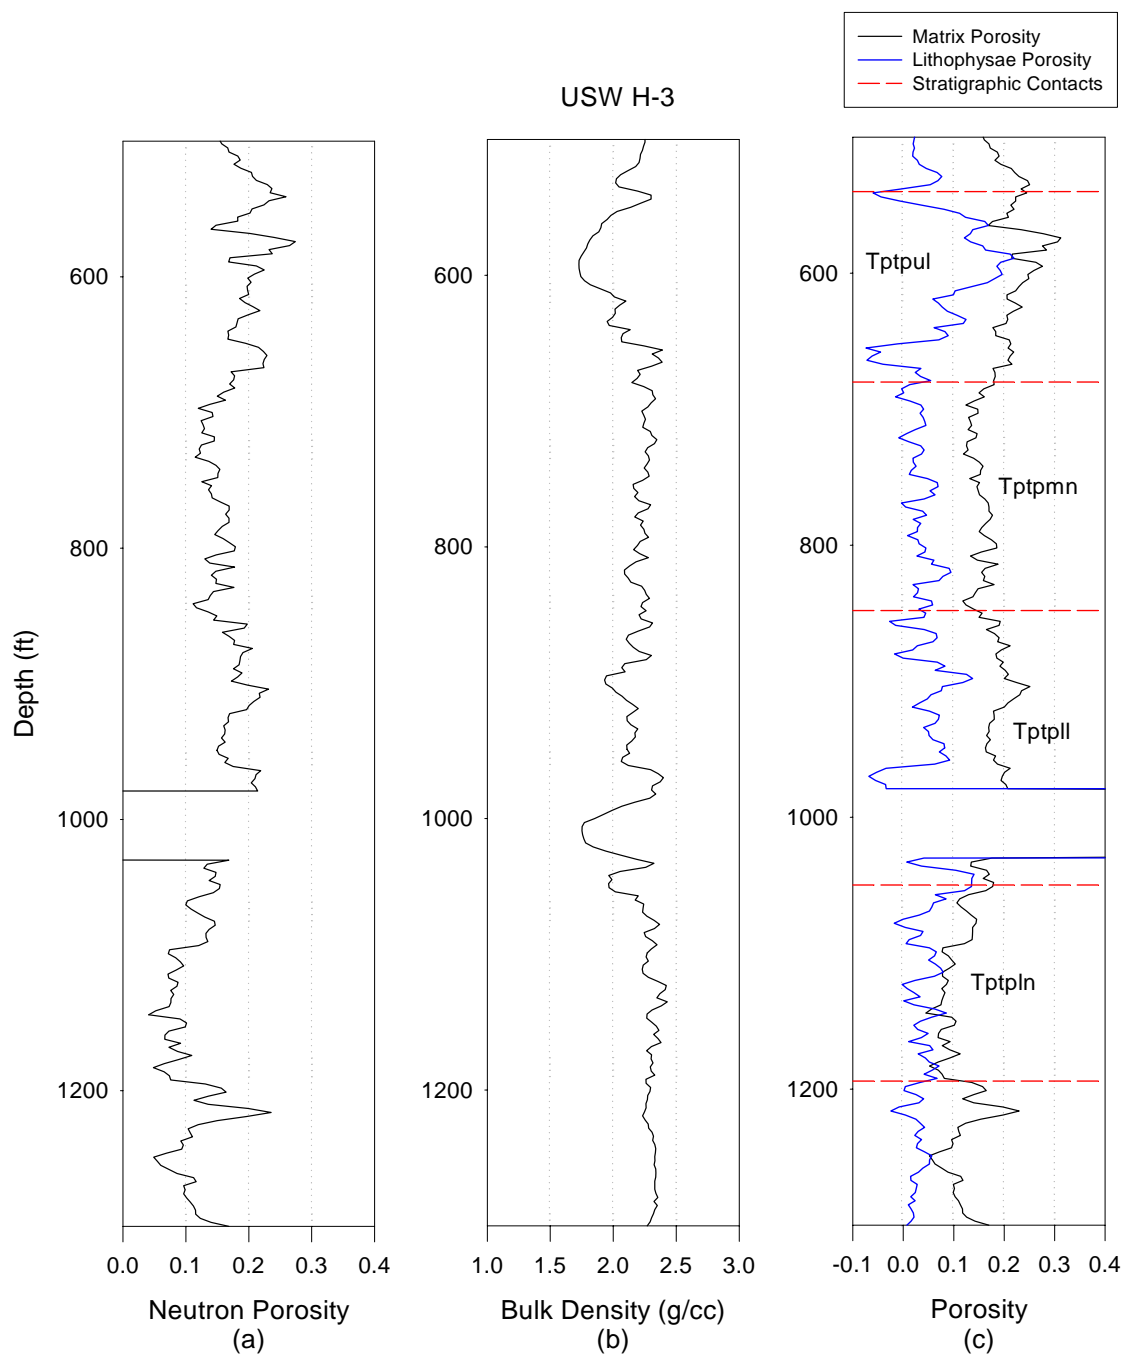 Matrix Porosity
Lithophysae Porosity
Stratigraphic Contacts
USW H-3
Depth (ft)
600
800
1000
1200
0.0 0.1 0.2 0.3 0.4
Neutron Porosity
(a)
600
800
1000
1200
1.0 1.5 2.0 2.5 3.0
Bulk Density (g/cc)
(b)
600
800
1000
1200
Tptpul
Tptpmn
Tptpll
Tptpln
-0.1 0.0 0.1 0.2 0.3 0.4
Porosity
(c)